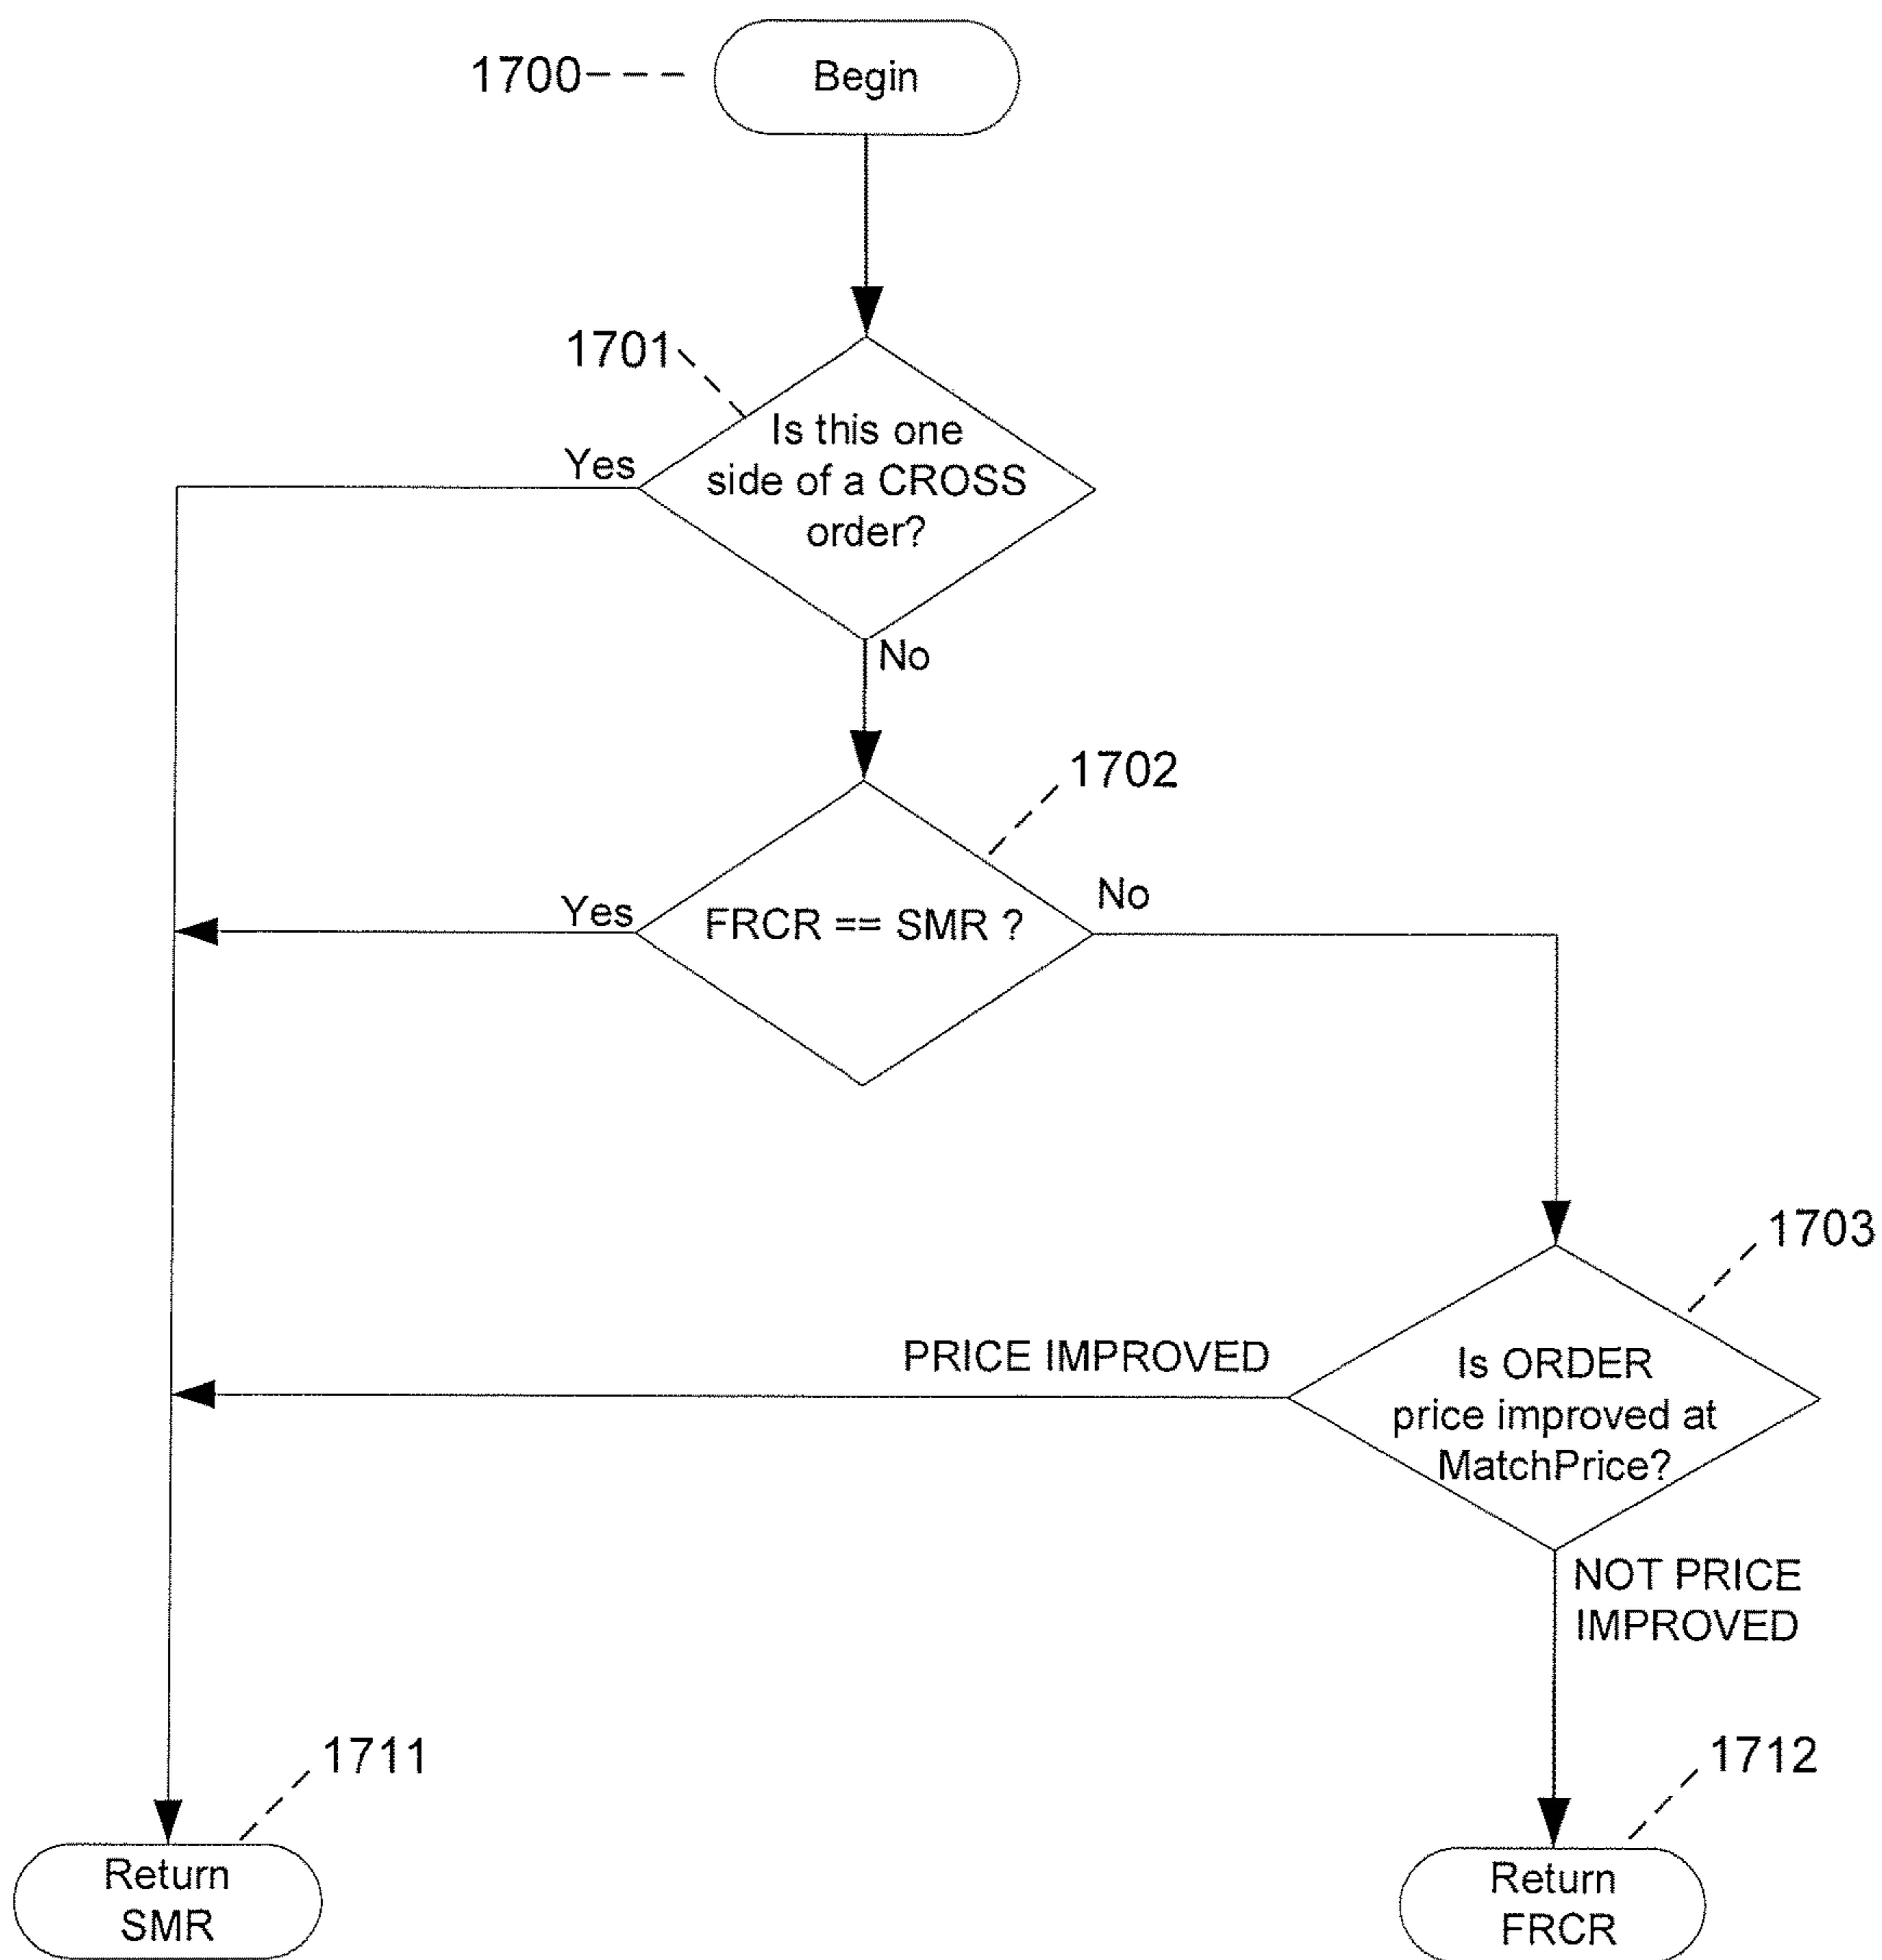 1700
Begin
1701
Is this one
side of a CROSS
order?
Yes
No
1702
FRCR == SMR ?
Yes
No
1703
PRICE IMPROVED
Is ORDER
price improved at
MatchPrice?
NOT PRICE
IMPROVED
1711
1712
Return
SMR
Return
FRCR